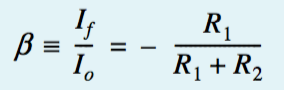 β ≡ I_f / I_o = − R_1 / (R_1 + R_2)